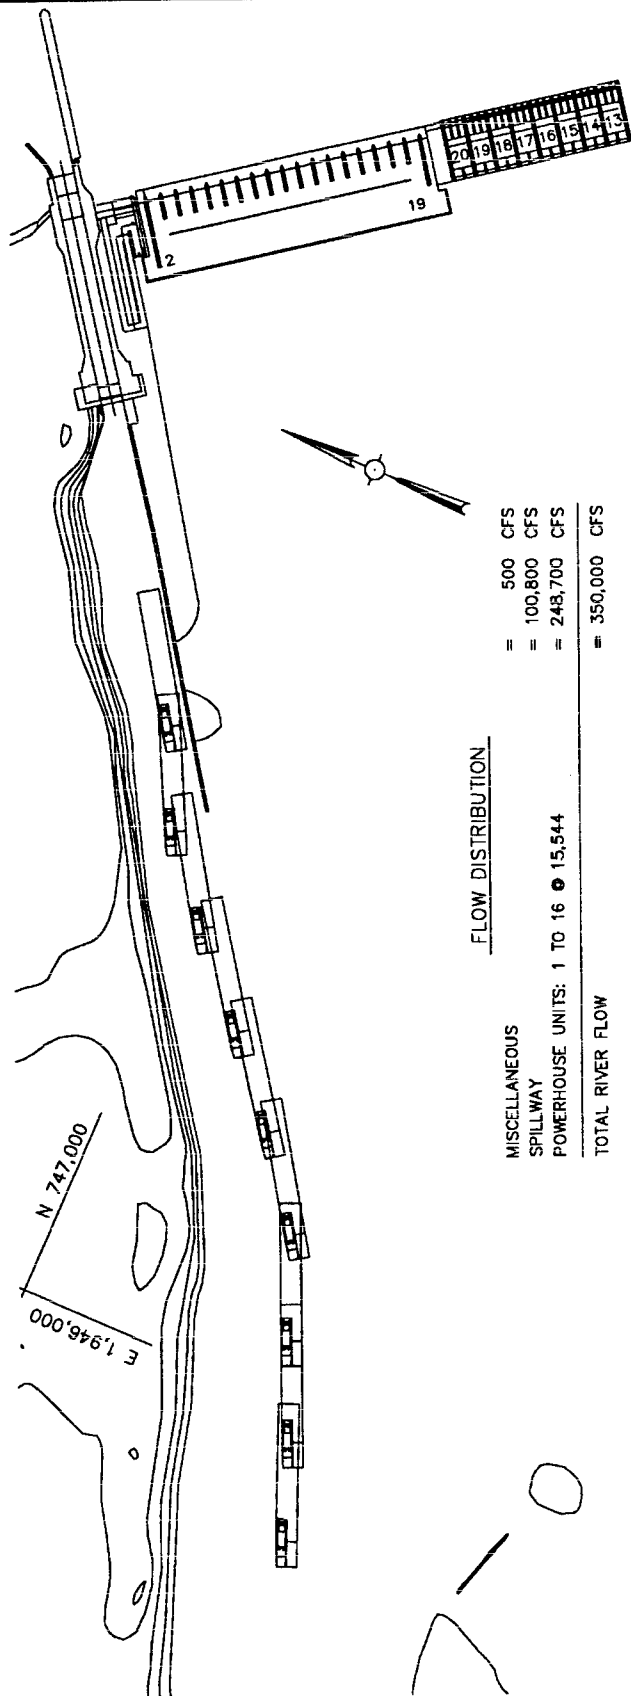 20 19 18 17 16 15 14 13
2
19
FLOW DISTRIBUTION
MISCELLANEOUS = 500 CFS
SPILLWAY = 100,800 CFS
POWERHOUSE UNITS: 1 TO 16 @ 15,544 = 248,700 CFS
TOTAL RIVER FLOW = 350,000 CFS
N 747,000
E 1,946,000